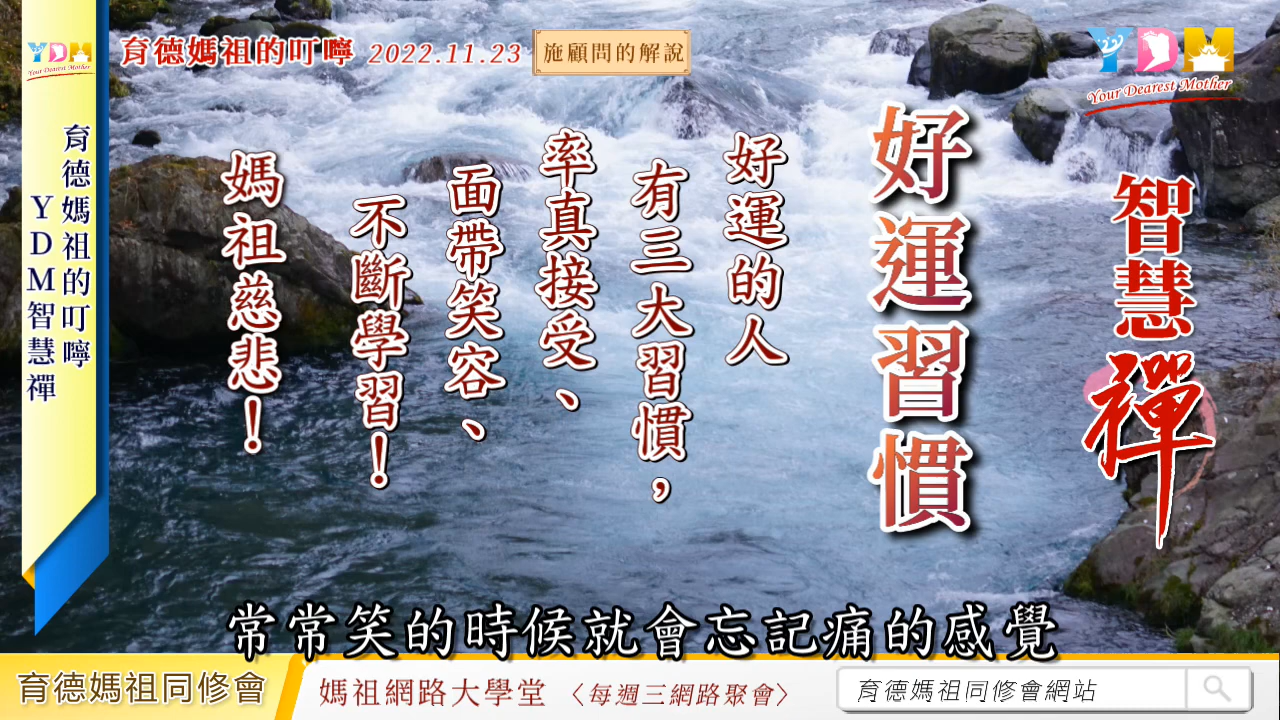 YDM
Your Dearest Mother
育德媽祖的叮嚀
YDM智慧禪
育德媽祖的叮嚀 2022.11.23 施顧問的解說
YDM
Your Dearest Mother
智慧禪
好運習慣
好運的人
有三大習慣，
率真接受、
面帶笑容、
不斷學習！
媽祖慈悲！
常常笑的時候就會忘記痛的感覺
育德媽祖同修會
媽祖網路大學堂〈每週三網路聚會〉
育德媽祖同修會網站